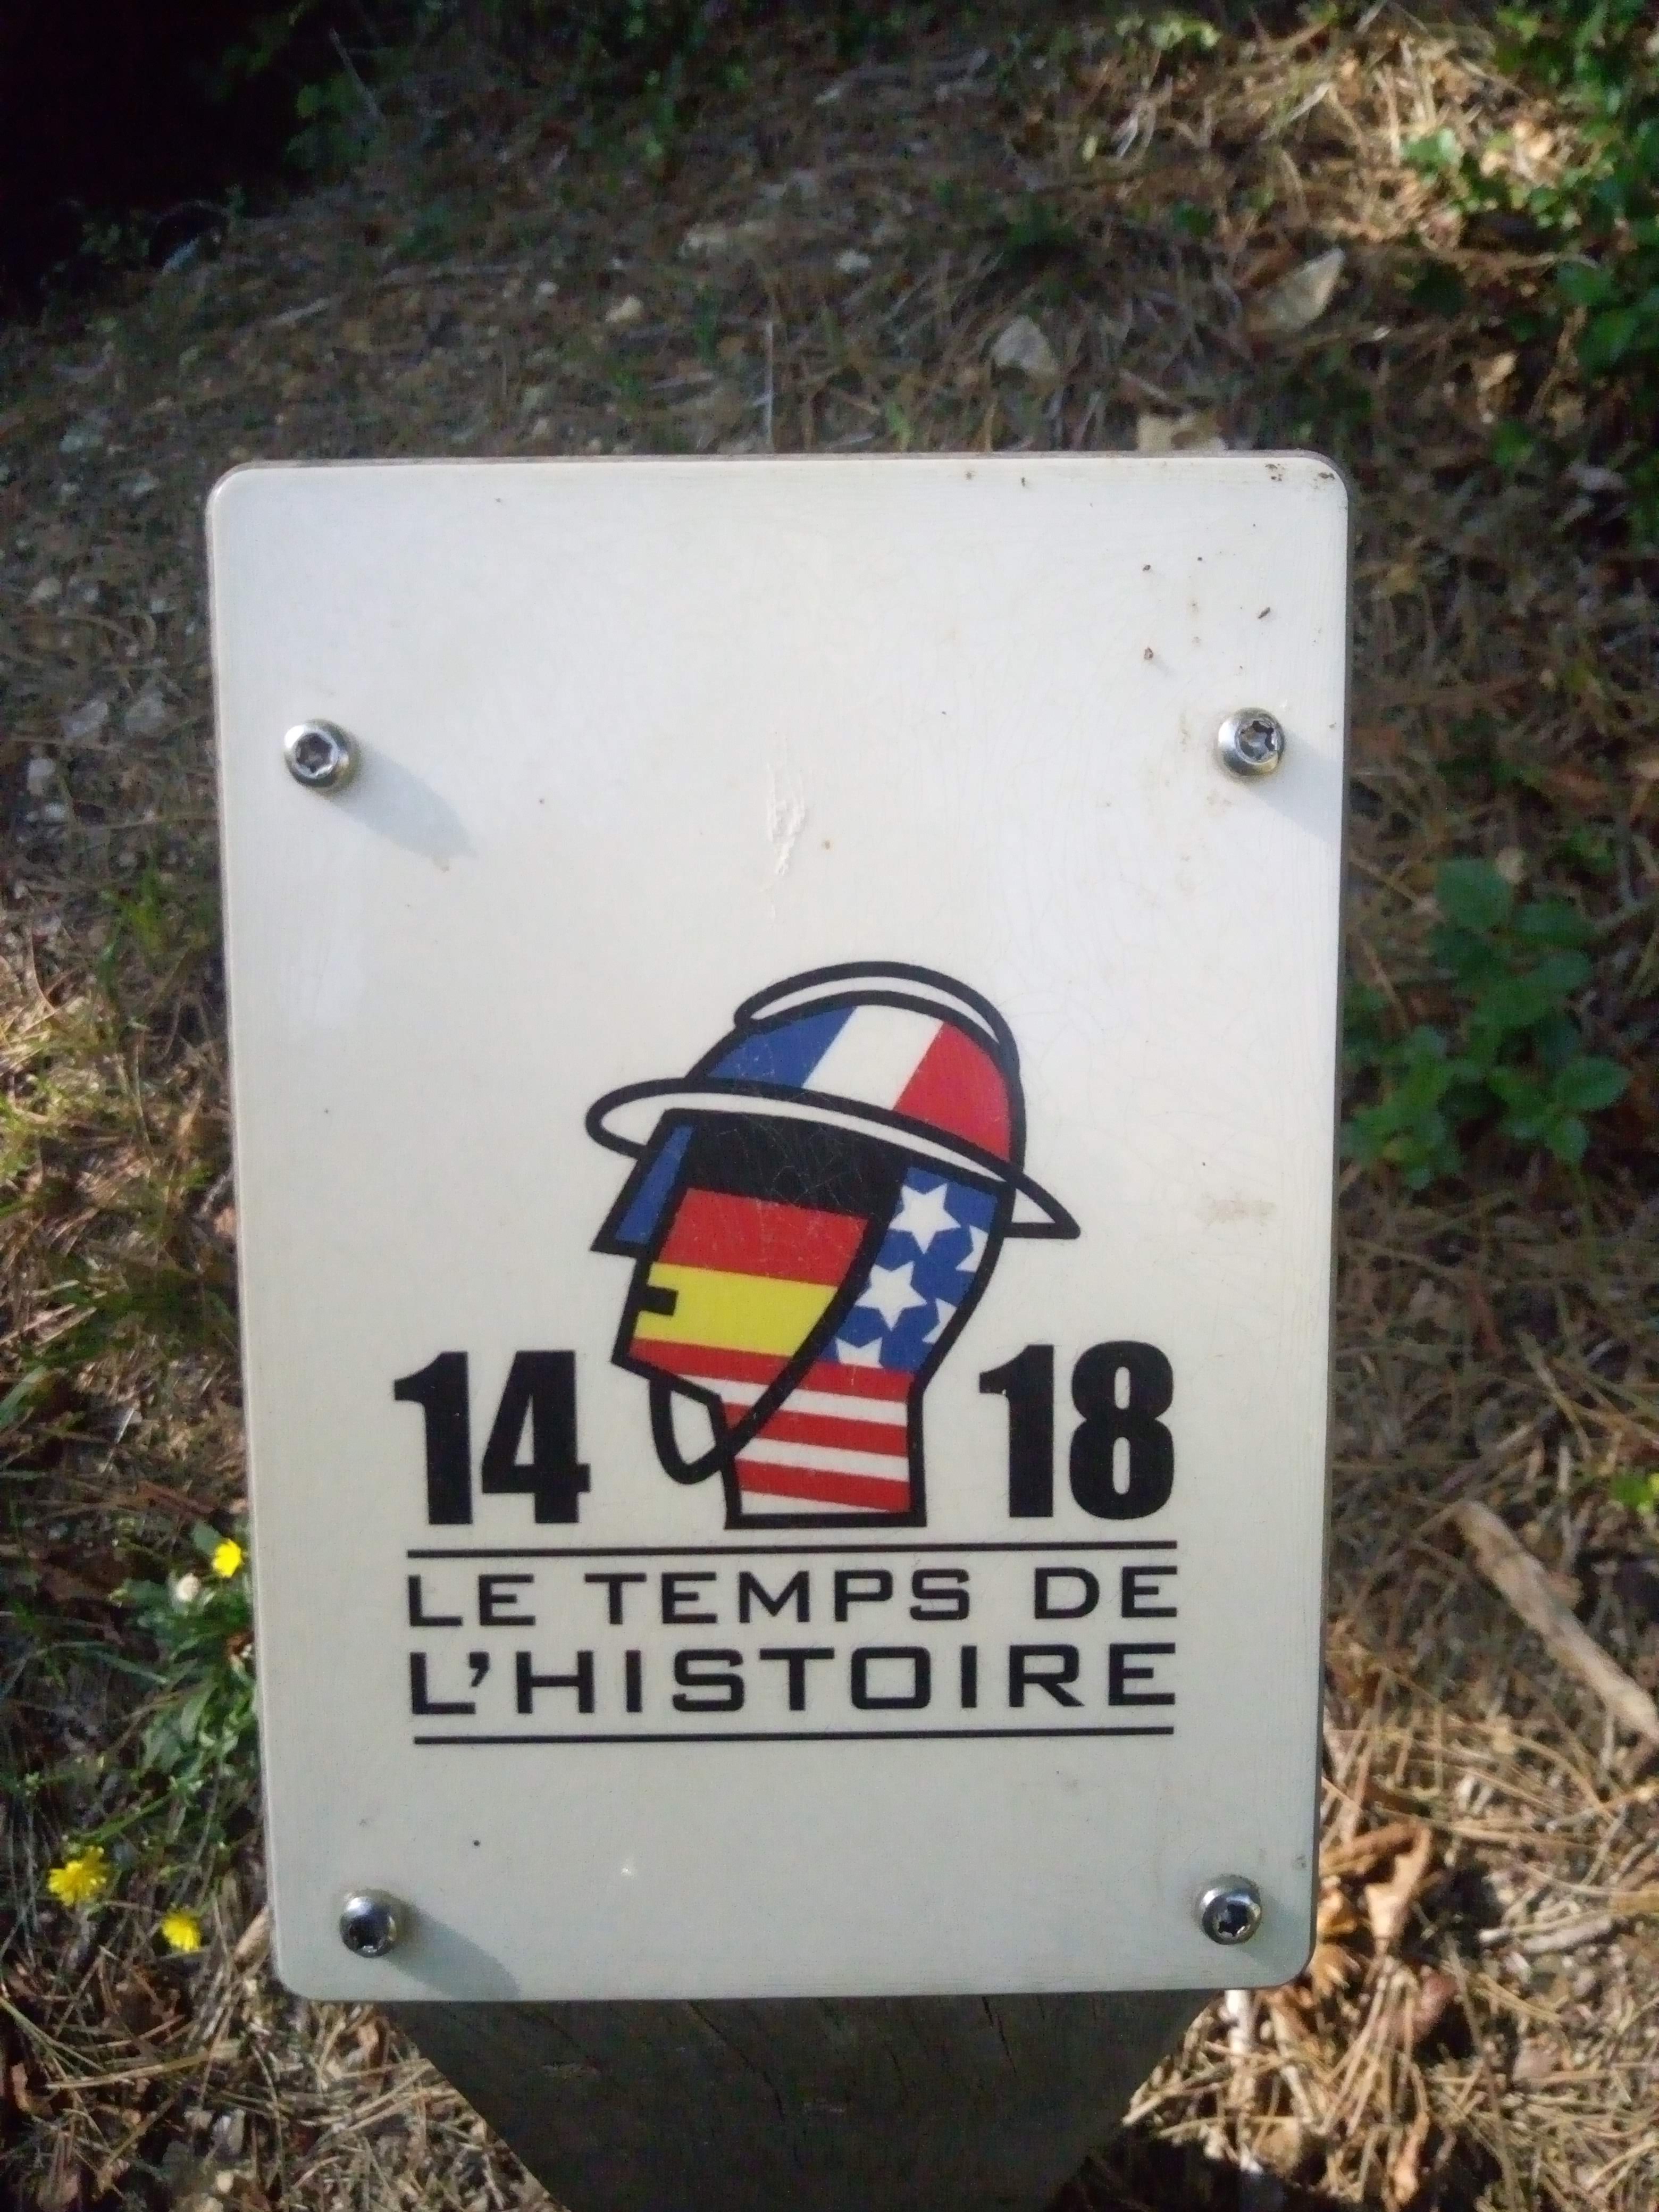 14 18
LE TEMPS DE
L'HISTOIRE